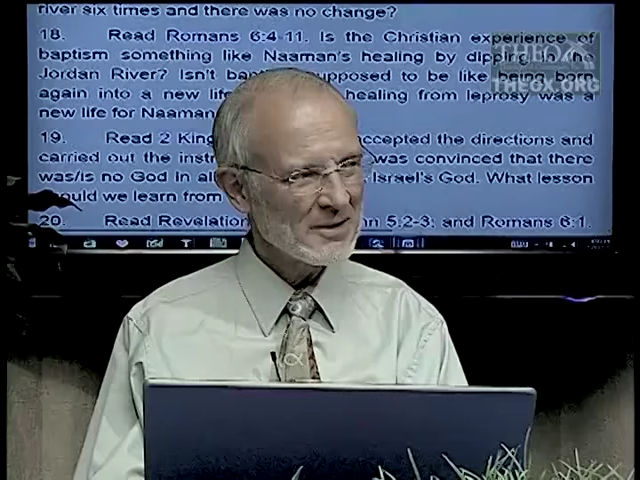 river six times and there was no change?
18. Read Romans 6:4-11. Is the Christian experience of
baptism something like Naaman's healing by dipping in the
Jordan River? Isn't supposed to be like being born
again into a new life healing from leprosy was a
new life for Naaman
19. Read 2 accepted the directions and
carried out the was convinced that there
was/is no God in Israel's God. What lesson
we learn from
20. Read Revelation 5.2-3; and Romans 6:1.
THEOX
THEOX.ORG